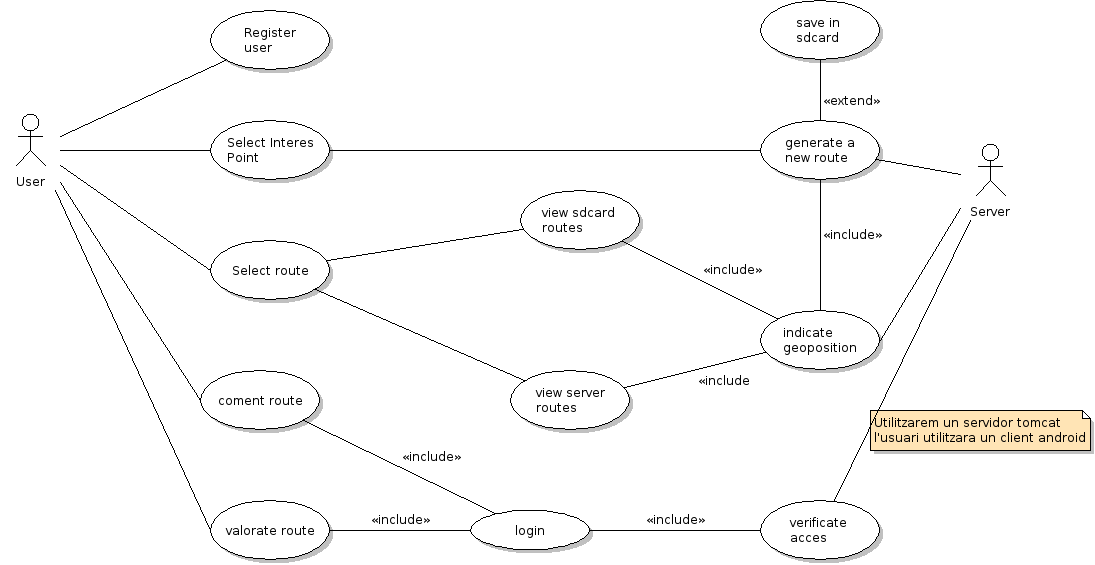 Register
user
save in
sdcard
«extend»
Select Interes
Point
generate a
new route
User
Server
view sdcard
routes
«include»
Select route
«include»
indicate
geoposition
view server
routes
«include
coment route
Utilitzarem un servidor tomcat
l'usuari utilitzara un client android
«include»
valorate route
«include»
login
«include»
verificate
acces